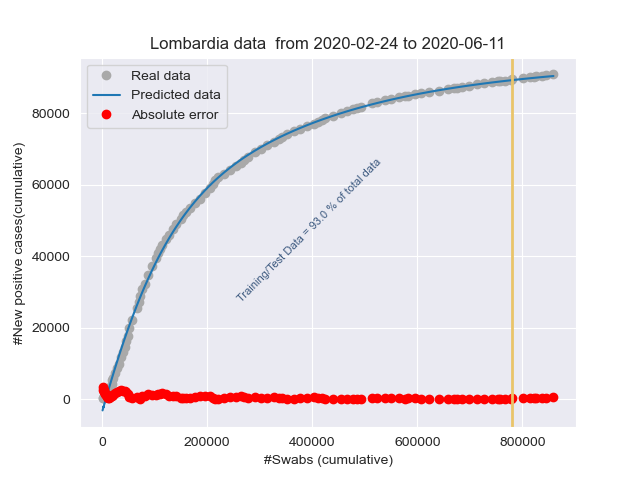 Lombardia data  from 2020-02-24 to 2020-06-11
Real data
Predicted data
Absolute error
Training/Test Data = 93.0 % of total data
#New positive cases(cumulative)
80000
60000
40000
20000
0
0 200000 400000 600000 800000
#Swabs (cumulative)